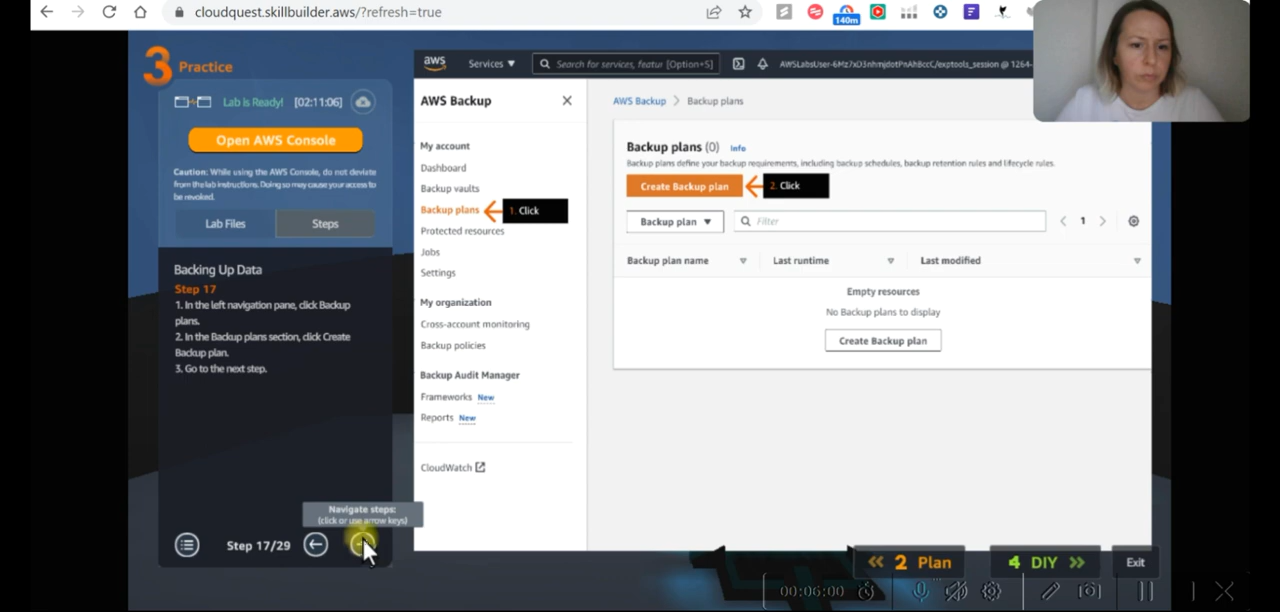 cloudquest.skillbuilder.aws/?refresh=true
140m
3 Practice
Lab Is Ready! [02:11:06]
Open AWS Console
Caution: While using the AWS Console, do not deviate
from the lab instructions. Doing so may cause your access to
be revoked.
Lab Files
Steps
Backing Up Data
Step 17
1. In the left navigation pane, click Backup
plans.
2. In the Backup plans section, click Create
Backup plan.
3. Go to the next step.
Navigate steps:
(click or use arrow keys)
Step 17/29
aws
Services
Search for services, featur [Option+S]
AWS Backup
My account
Dashboard
Backup vaults
Backup plans
1. Click
Protected resources
Jobs
Settings
My organization
Cross-account monitoring
Backup policies
Backup Audit Manager
Frameworks New
Reports New
CloudWatch
AWS Backup > Backup plans
Backup plans (0) Info
Backup plans define your backup requirements, including backup schedules, backup retention rules and lifecycle rules.
Create Backup plan
2. Click
Backup plan
Filter
1
Backup plan name
Last runtime
Last modified
Empty resources
No Backup plans to display
Create Backup plan
2 Plan
4 DIY
Exit
00:06:00